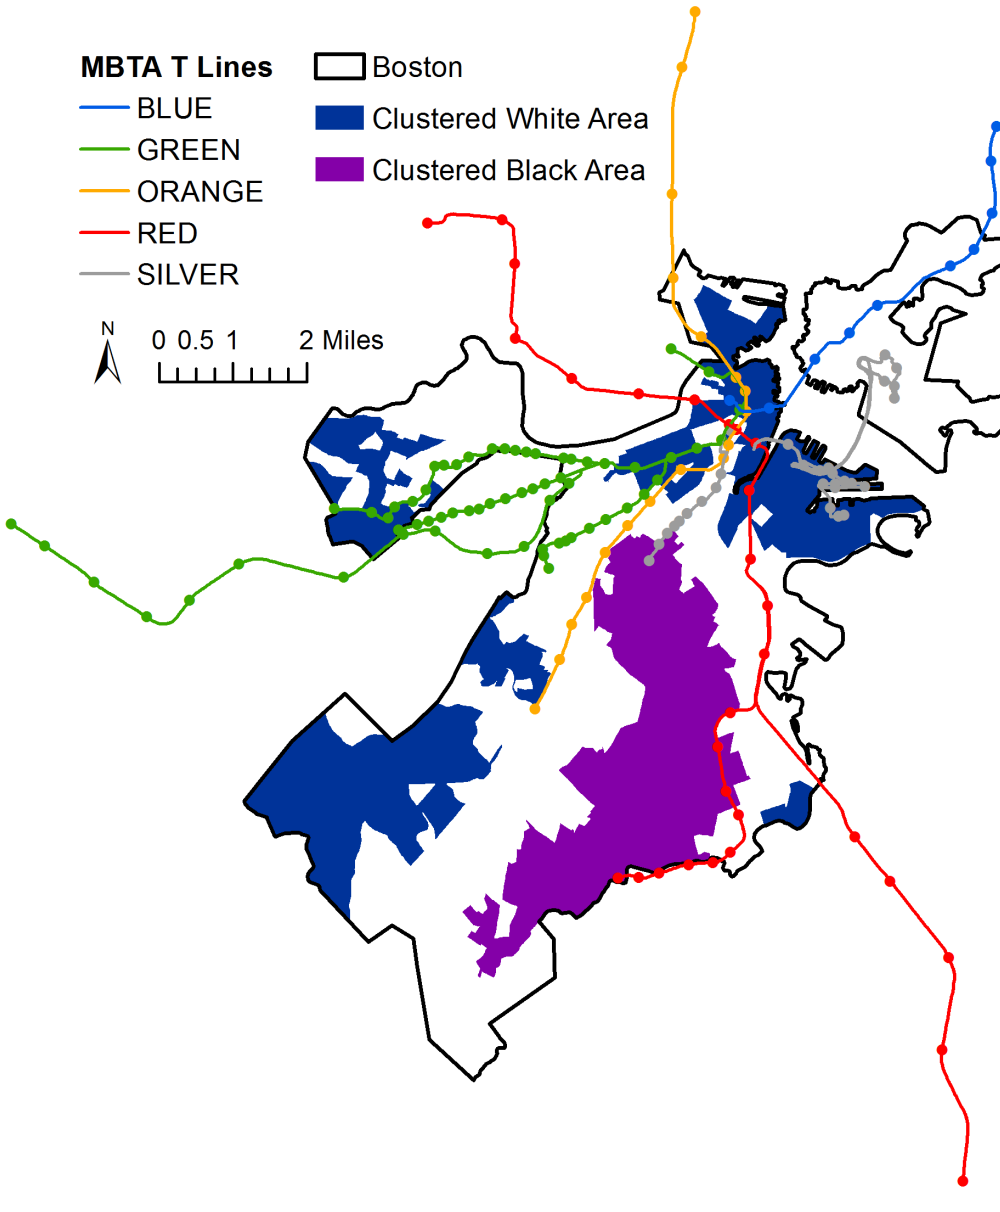 MBTA T Lines
BLUE
GREEN
ORANGE
RED
SILVER
Boston
Clustered White Area
Clustered Black Area
N
0 0.5 1 2 Miles